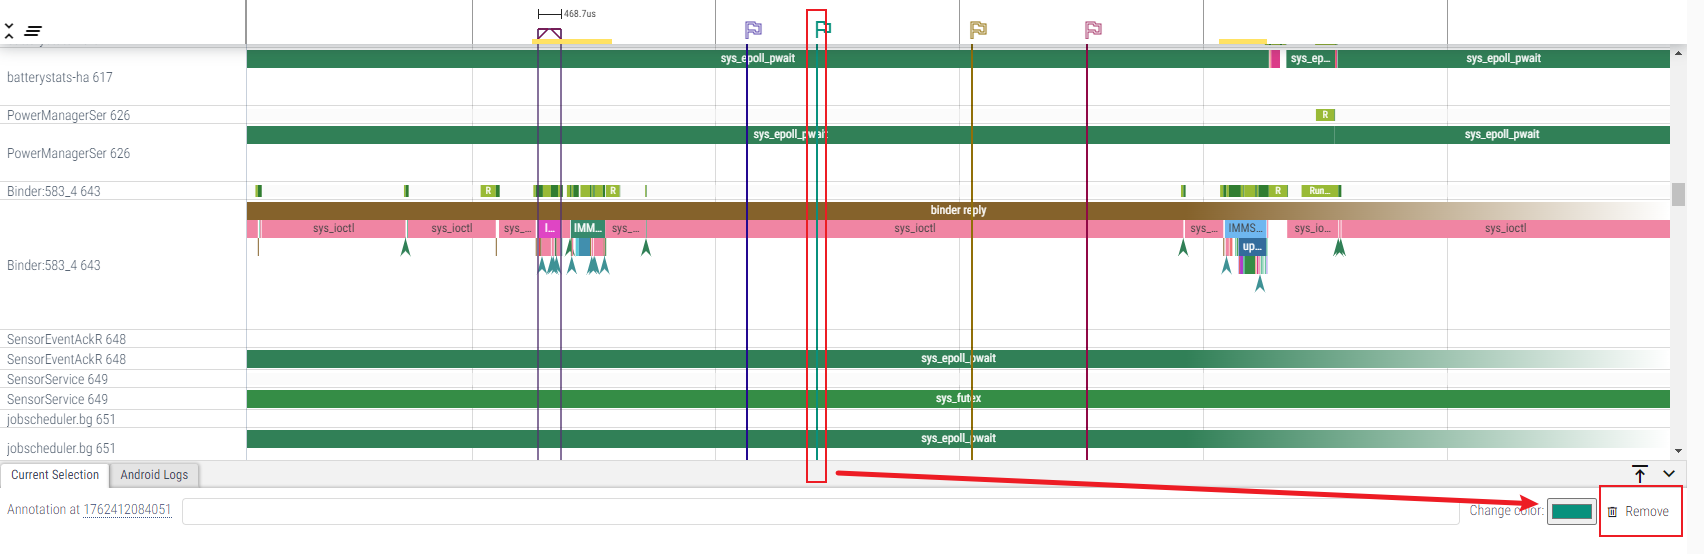 468.7us
sys_epoll_pwait
sys_ep...
sys_epoll_pwait
batterystats-ha 617
PowerManagerSer 626
R
sys_epoll_pwait
sys_epoll_pwait
PowerManagerSer 626
Binder:583_4 643
R
R
R
Run...
binder reply
sys_ioctl
sys_ioctl
sys_...
I...
IMM...
sys_...
sys_ioctl
sys_...
IMMS...
sys_io...
sys_ioctl
up...
Binder:583_4 643
SensorEventAckR 648
SensorEventAckR 648
sys_epoll_pwait
SensorService 649
SensorService 649
sys_futex
jobscheduler.bg 651
jobscheduler.bg 651
sys_epoll_pwait
Current Selection
Android Logs
Annotation at 1762412084051
Change color:
Remove